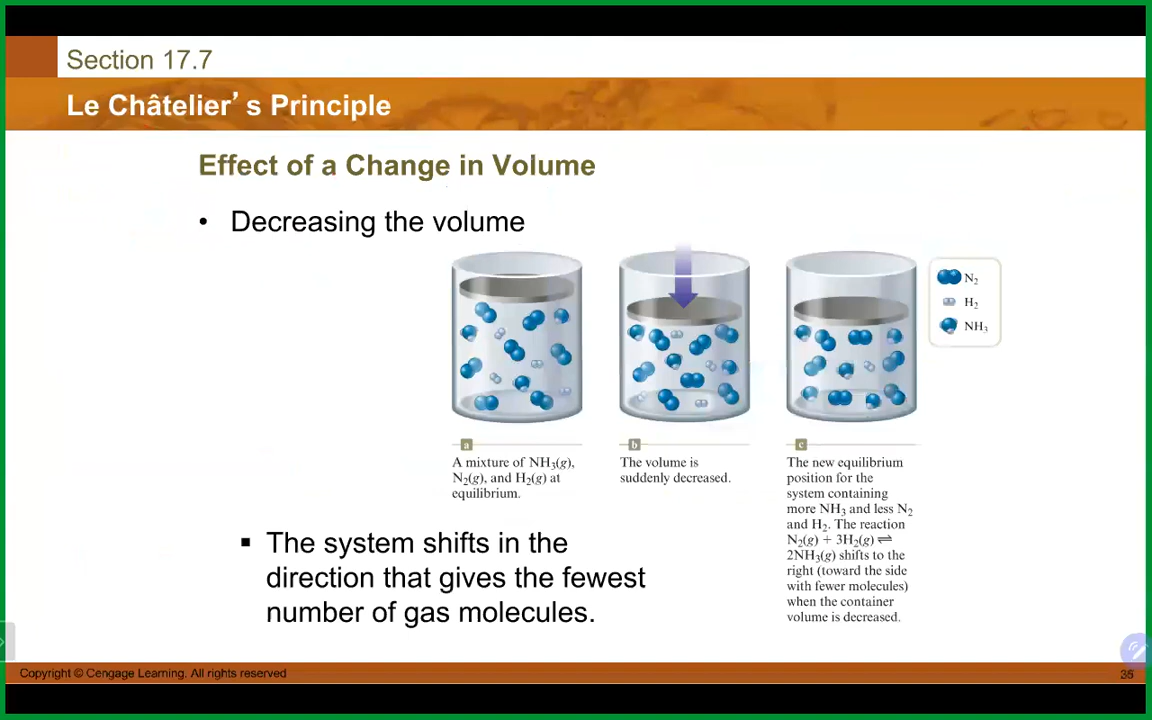 Section 17.7
Le Châtelier’s Principle
Effect of a Change in Volume
• Decreasing the volume
N₂
H₂
NH₃
a
A mixture of NH₃(g),
N₂(g), and H₂(g) at
equilibrium.
b
The volume is
suddenly decreased.
c
The new equilibrium
position for the
system containing
more NH₃ and less N₂
and H₂. The reaction
N₂(g) + 3H₂(g) ⇌
2NH₃(g) shifts to the
right (toward the side
with fewer molecules)
when the container
volume is decreased.
▪ The system shifts in the
direction that gives the fewest
number of gas molecules.
Copyright © Cengage Learning. All rights reserved
35